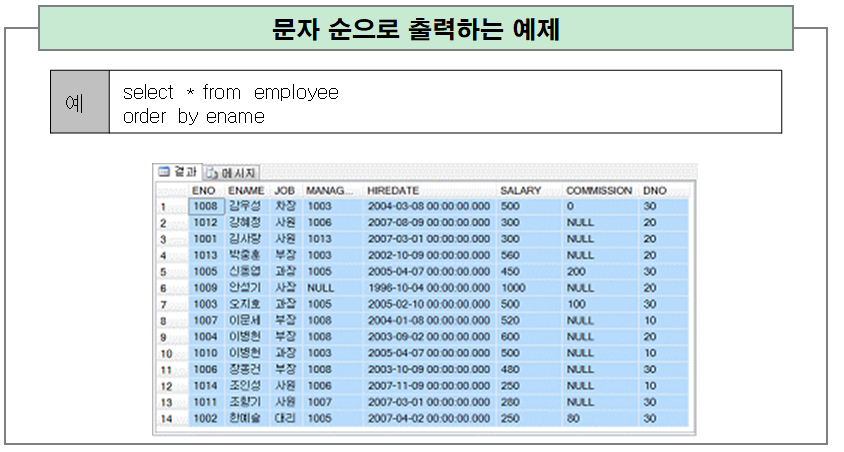 문자 순으로 출력하는 예제
예
select * from employee
order by ename
결과 메시지
ENO ENAME JOB MANAG... HIREDATE SALARY COMMISSION DNO
1 1008 감우성 차장 1003 2004-03-08 00:00:00.000 500 0 30
2 1012 강혜정 사원 1006 2007-08-09 00:00:00.000 300 NULL 20
3 1001 김사랑 사원 1013 2007-03-01 00:00:00.000 300 NULL 20
4 1013 박중훈 부장 1003 2002-10-09 00:00:00.000 560 NULL 20
5 1005 신동엽 과장 1005 2005-04-07 00:00:00.000 450 200 30
6 1009 안성기 사장 NULL 1996-10-04 00:00:00.000 1000 NULL 20
7 1003 오지호 과장 1005 2005-02-10 00:00:00.000 500 100 30
8 1007 이문세 부장 1008 2004-01-08 00:00:00.000 520 NULL 10
9 1004 이병헌 부장 1008 2003-09-02 00:00:00.000 600 NULL 20
10 1010 이병헌 과장 1003 2005-04-07 00:00:00.000 500 NULL 10
11 1006 장동건 부장 1008 2003-10-09 00:00:00.000 480 NULL 30
12 1014 조인성 사원 1006 2007-11-09 00:00:00.000 250 NULL 10
13 1011 조향기 사원 1007 2007-03-01 00:00:00.000 280 NULL 30
14 1002 한예슬 대리 1005 2007-04-02 00:00:00.000 250 80 30